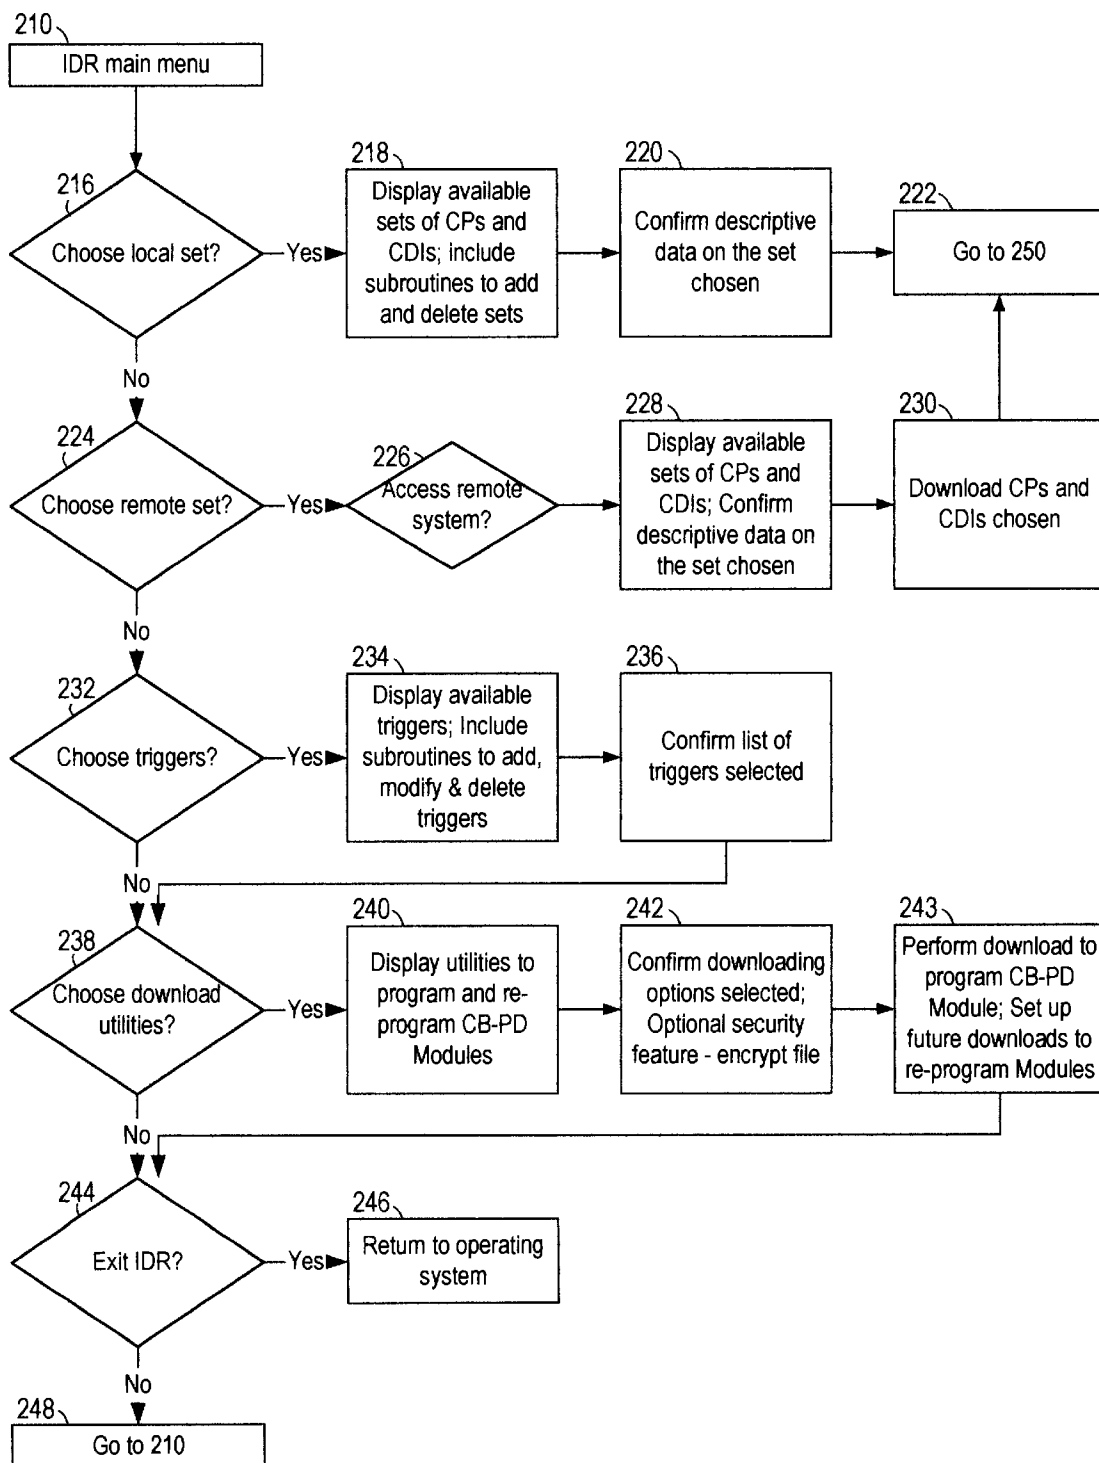 210
IDR main menu
216
Choose local set?
Yes
218
Display available
sets of CPs and
CDIs; include
subroutines to add
and delete sets
220
Confirm descriptive
data on the set
chosen
222
Go to 250
No
224
Choose remote set?
Yes
226
Access remote
system?
228
Display available
sets of CPs and
CDIs; Confirm
descriptive data on
the set chosen
230
Download CPs and
CDIs chosen
No
232
Choose triggers?
Yes
234
Display available
triggers; Include
subroutines to add,
modify & delete
triggers
236
Confirm list of
triggers selected
No
238
Choose download
utilities?
Yes
240
Display utilities to
program and re-
program CB-PD
Modules
242
Confirm downloading
options selected;
Optional security
feature - encrypt file
243
Perform download to
program CB-PD
Module; Set up
future downloads to
re-program Modules
No
244
Exit IDR?
Yes
246
Return to operating
system
No
248
Go to 210